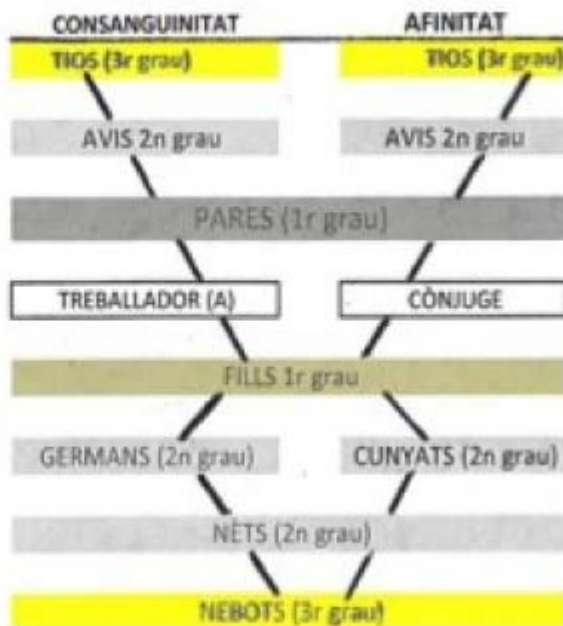 CONSANGUINITAT AFINITAT
TIOS (3r grau) TIOS (3r grau)
AVIS 2n grau AVIS 2n grau
PARES (1r grau)
TREBALLADOR (A) CÒNJUGE
FILLS 1r grau
GERMANS (2n grau) CUNYATS (2n grau)
NÈTS (2n grau)
NEBOTS (3r grau)